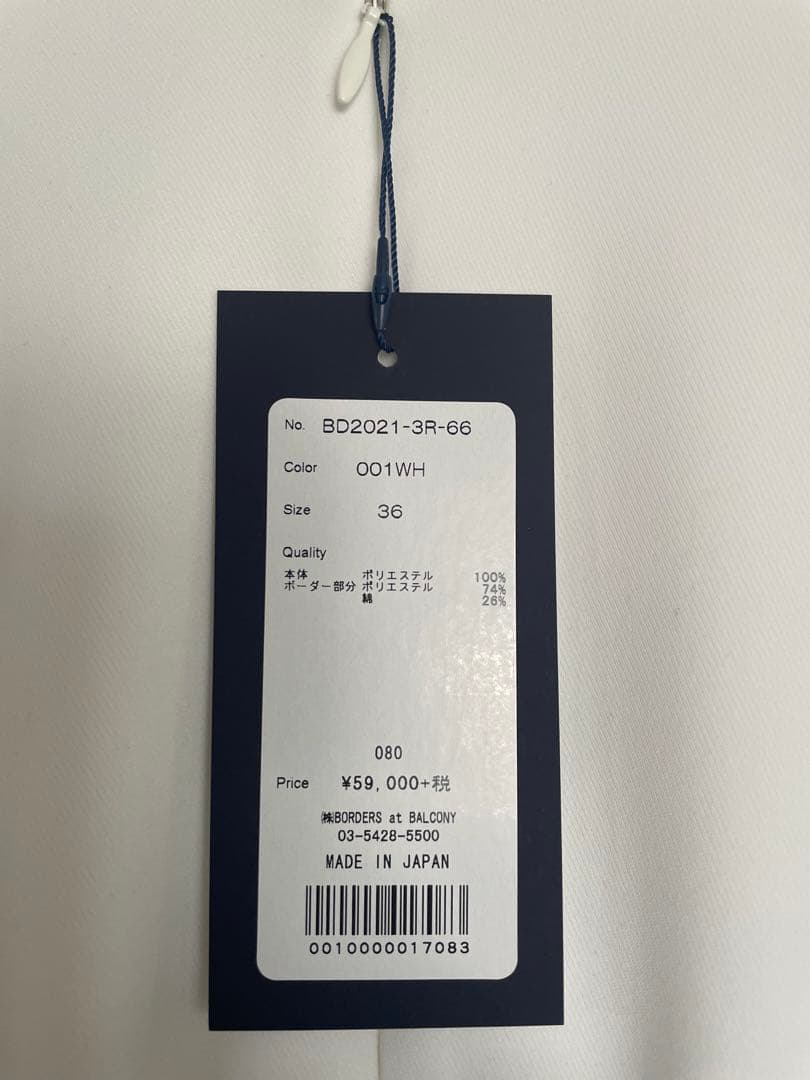 No. BD2021-3R-66
Color 001WH
Size 36
Quality
本体 ポリエステル 100%
ボーダー部分 ポリエステル 74%
綿 26%
080
Price ¥59,000+税
㈱BORDERS at BALCONY
03-5428-5500
MADE IN JAPAN
0010000017083